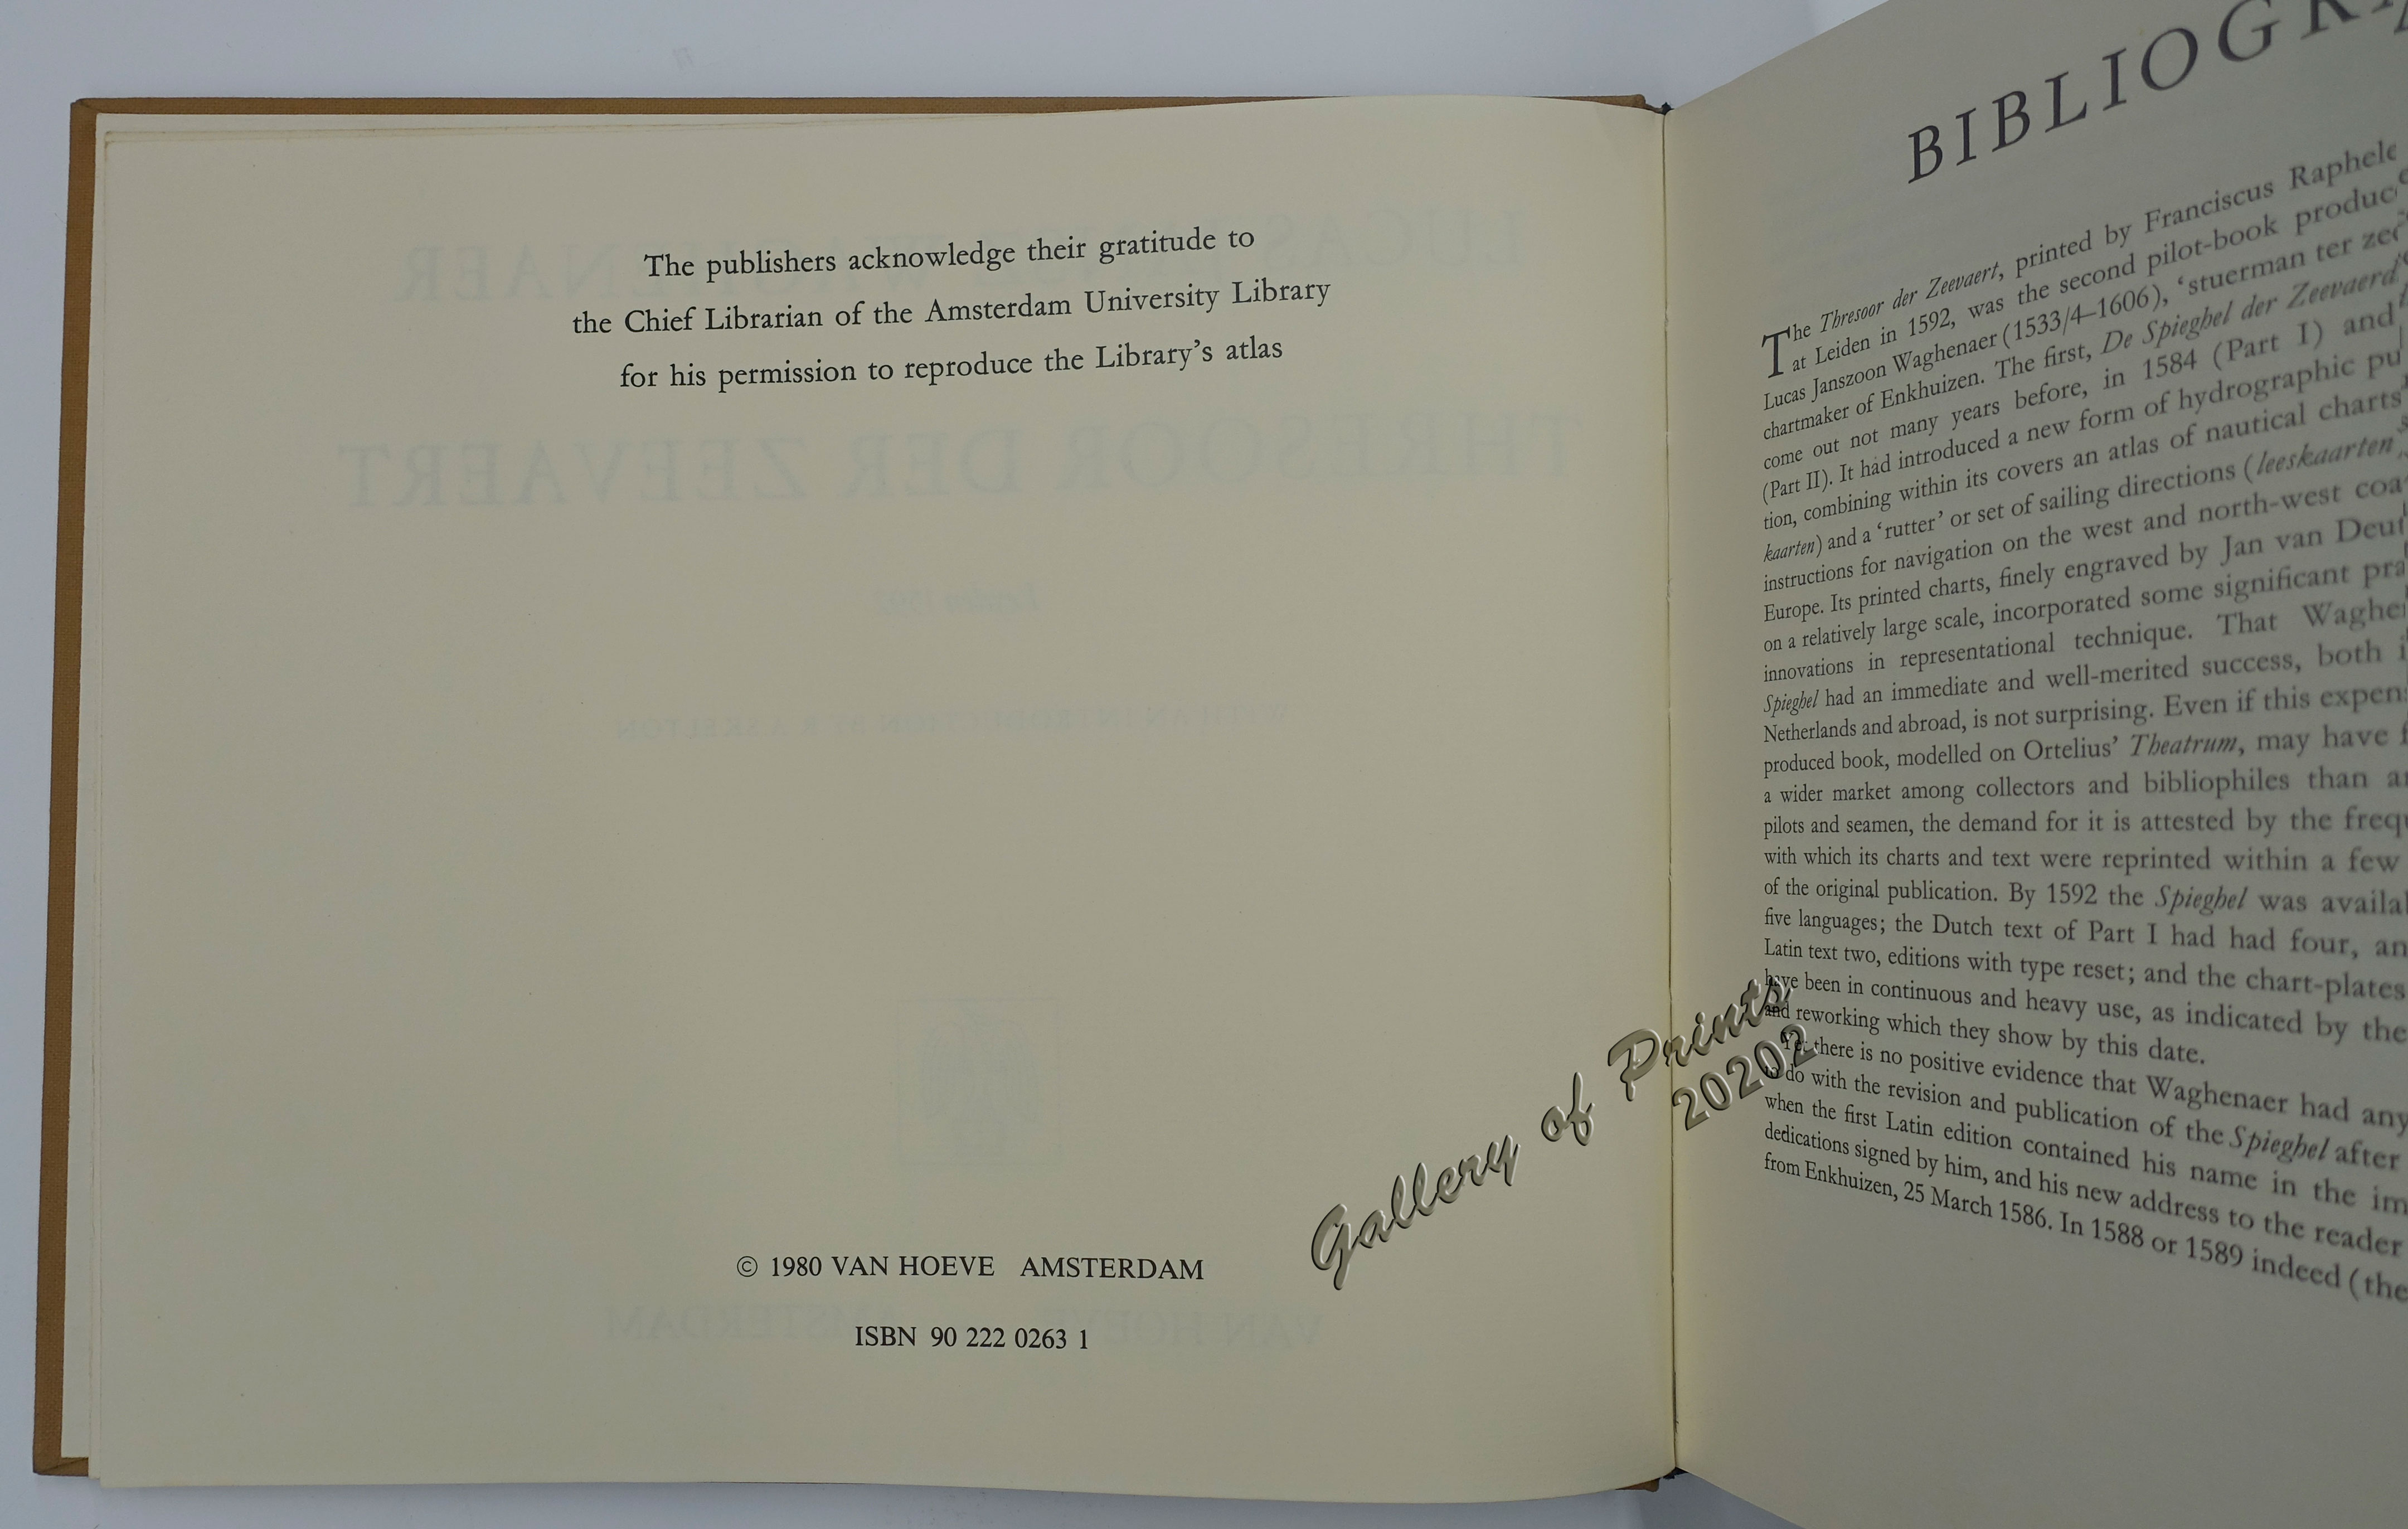 The publishers acknowledge their gratitude to
the Chief Librarian of the Amsterdam University Library
for his permission to reproduce the Library's atlas
© 1980 VAN HOEVE AMSTERDAM
ISBN 90 222 0263 1
BIBLIOGRA
The Thresoor der Zeevaert, printed by Franciscus Raphele
at Leiden in 1592, was the second pilot-book produc
Lucas Janszoon Waghenaer (1533/4–1606), 'stuerman ter zee
chartmaker of Enkhuizen. The first, De Spieghel der Zeevaerd
come out not many years before, in 1584 (Part I) and
(Part II). It had introduced a new form of hydrographic pu
tion, combining within its covers an atlas of nautical charts
kaarten) and a 'rutter' or set of sailing directions (leeskaarten
instructions for navigation on the west and north-west coa
Europe. Its printed charts, finely engraved by Jan van Deut
on a relatively large scale, incorporated some significant pra
innovations in representational technique. That Waghe
Spieghel had an immediate and well-merited success, both i
Netherlands and abroad, is not surprising. Even if this expen
produced book, modelled on Ortelius' Theatrum, may have f
a wider market among collectors and bibliophiles than a
pilots and seamen, the demand for it is attested by the frequ
with which its charts and text were reprinted within a few
of the original publication. By 1592 the Spieghel was availa
five languages; the Dutch text of Part I had had four, an
Latin text two, editions with type reset; and the chart-plates
have been in continuous and heavy use, as indicated by the
and reworking which they show by this date.
Yet there is no positive evidence that Waghenaer had any
to do with the revision and publication of the Spieghel after
when the first Latin edition contained his name in the im
dedications signed by him, and his new address to the reader
from Enkhuizen, 25 March 1586. In 1588 or 1589 indeed (the
Gallery of Prints
20202